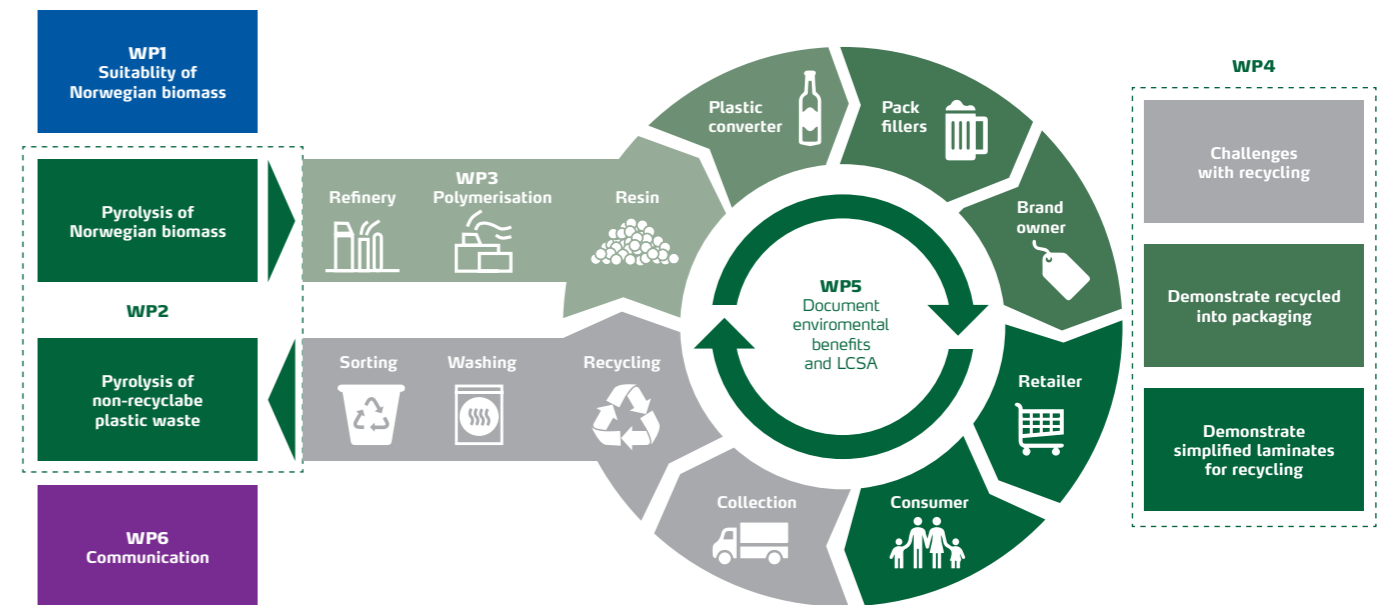 WP1
Suitablity of
Norwegian biomass
Pyrolysis of
Norwegian biomass
WP2
Pyrolysis of
non-recyclabe
plastic waste
WP6
Communication
WP3
Refinery
Polymerisation
Resin
Sorting
Washing
Recycling
Plastic
converter
Pack
fillers
Brand
owner
Retailer
Consumer
Collection
WP5
Document
enviromental
benefits
and LCSA
WP4
Challenges
with recycling
Demonstrate recycled
into packaging
Demonstrate
simplified laminates
for recycling